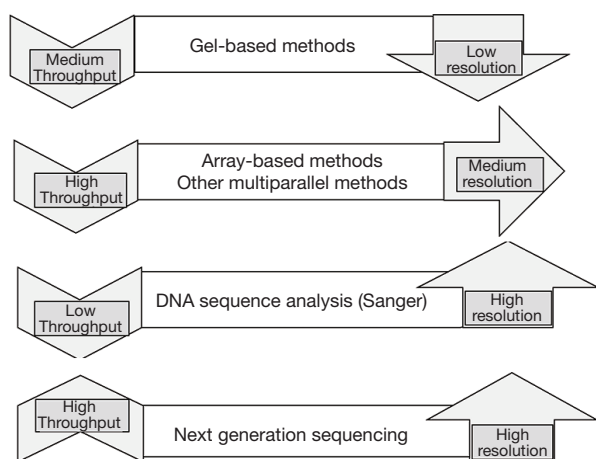 Medium
Throughput
Gel-based methods
Low
resolution
High
Throughput
Array-based methods
Other multiparallel methods
Medium
resolution
Low
Throughput
DNA sequence analysis (Sanger)
High
resolution
High
Throughput
Next generation sequencing
High
resolution